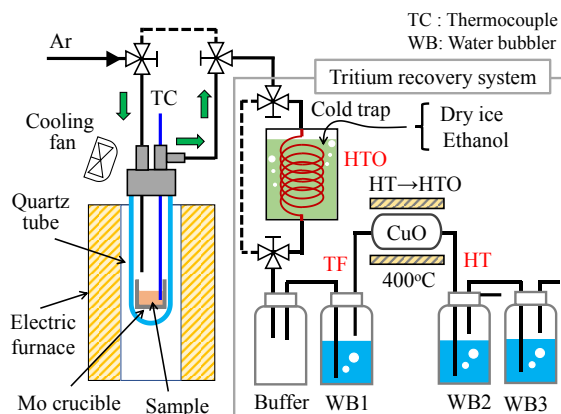 TC : Thermocouple
WB: Water bubbler
Ar
Tritium recovery system
TC
Cold trap
Dry ice
Ethanol
Cooling
fan
HTO
HT→HTO
Quartz
tube
CuO
TF
HT
400°C
Electric
furnace
Mo crucible
Sample
Buffer
WB1
WB2
WB3